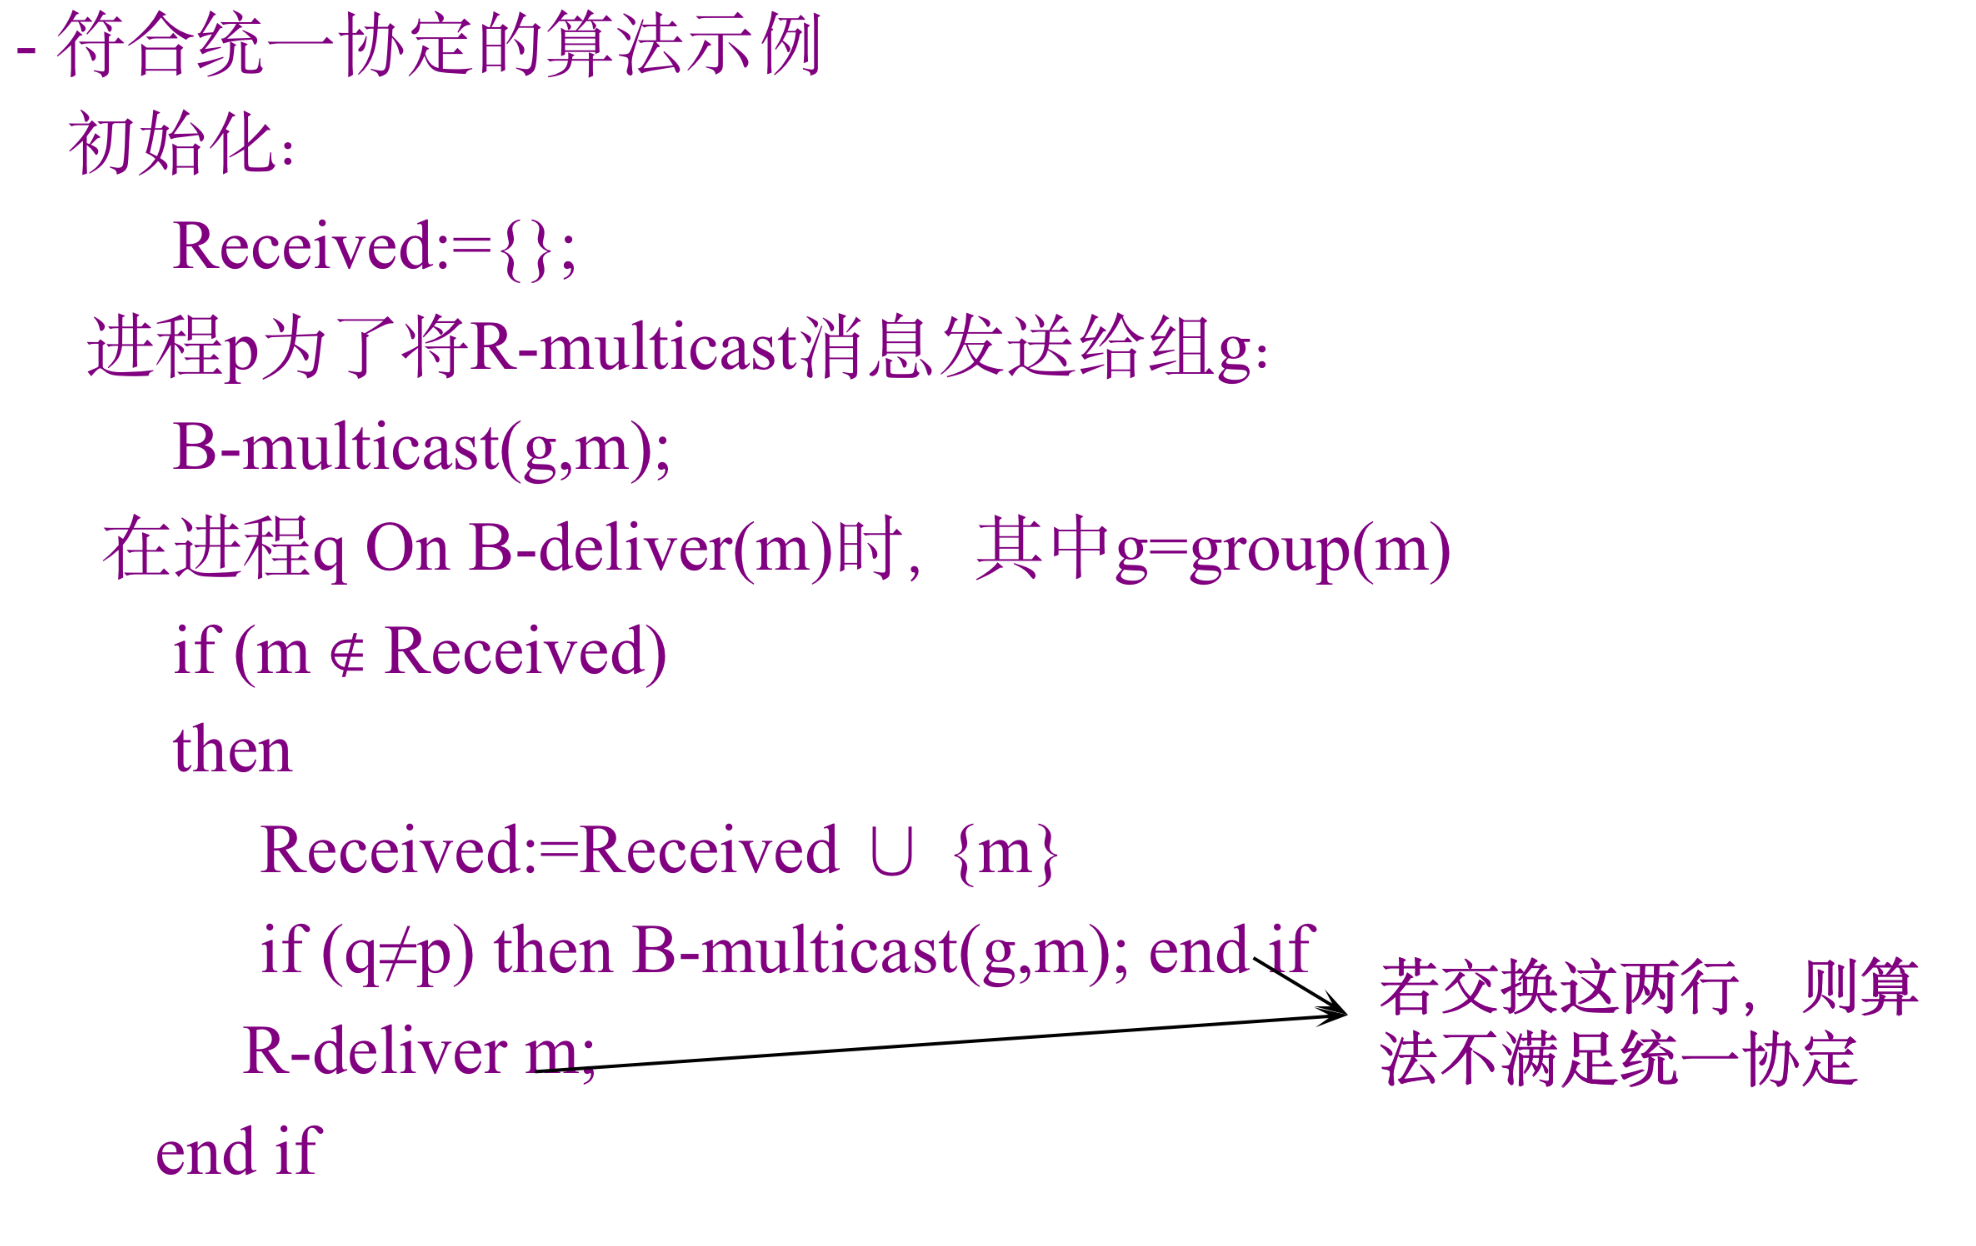 - 符合统一协定的算法示例
初始化：
Received:={};
进程p为了将R-multicast消息发送给组g：
B-multicast(g,m);
在进程q On B-deliver(m)时，其中g=group(m)
if (m ∉ Received)
then
Received:=Received ∪ {m}
if (q≠p) then B-multicast(g,m); end if
R-deliver m;
end if
若交换这两行，则算
法不满足统一协定